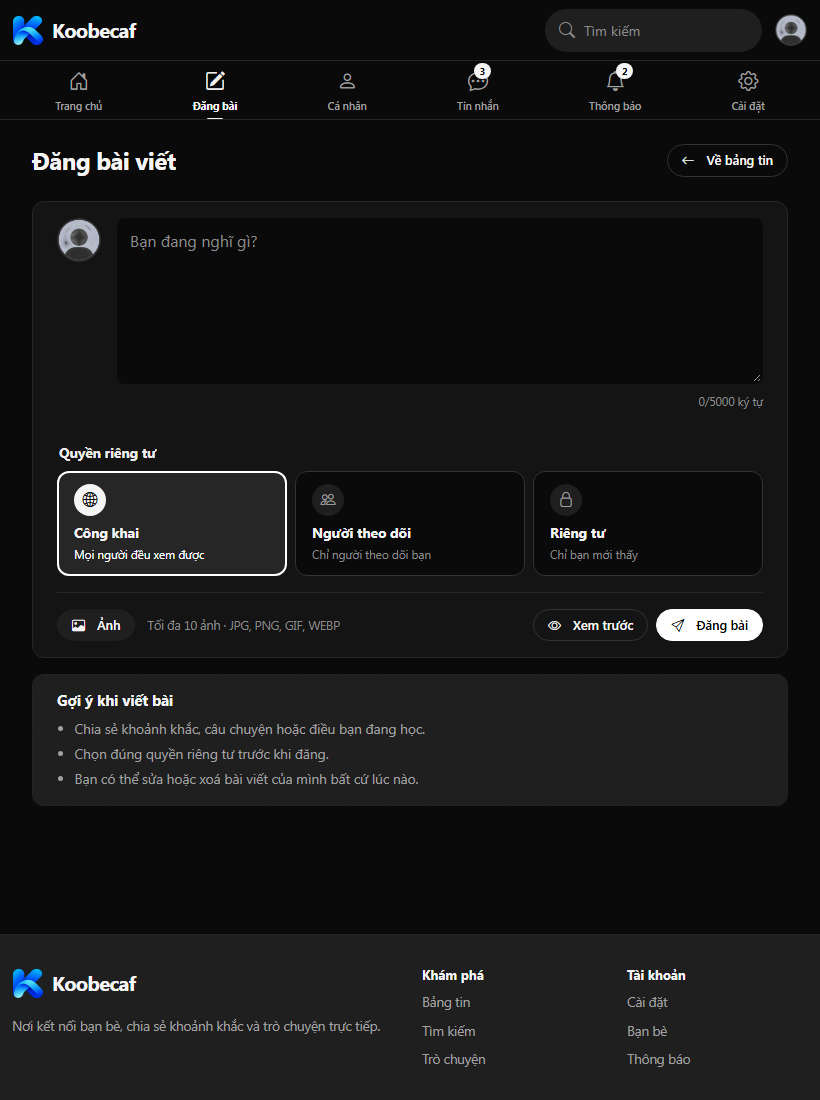 Koobecaf
Tìm kiếm
Trang chủ
Đăng bài
Cá nhân
3
Tin nhắn
2
Thông báo
Cài đặt
Đăng bài viết
Về bảng tin
Bạn đang nghĩ gì?
0/5000 ký tự
Quyền riêng tư
Công khai
Mọi người đều xem được
Người theo dõi
Chỉ người theo dõi bạn
Riêng tư
Chỉ bạn mới thấy
Ảnh
Tối đa 10 ảnh · JPG, PNG, GIF, WEBP
Xem trước
Đăng bài
Gợi ý khi viết bài
Chia sẻ khoảnh khắc, câu chuyện hoặc điều bạn đang học.
Chọn đúng quyền riêng tư trước khi đăng.
Bạn có thể sửa hoặc xoá bài viết của mình bất cứ lúc nào.
Koobecaf
Nơi kết nối bạn bè, chia sẻ khoảnh khắc và trò chuyện trực tiếp.
Khám phá
Bảng tin
Tìm kiếm
Trò chuyện
Tài khoản
Cài đặt
Bạn bè
Thông báo